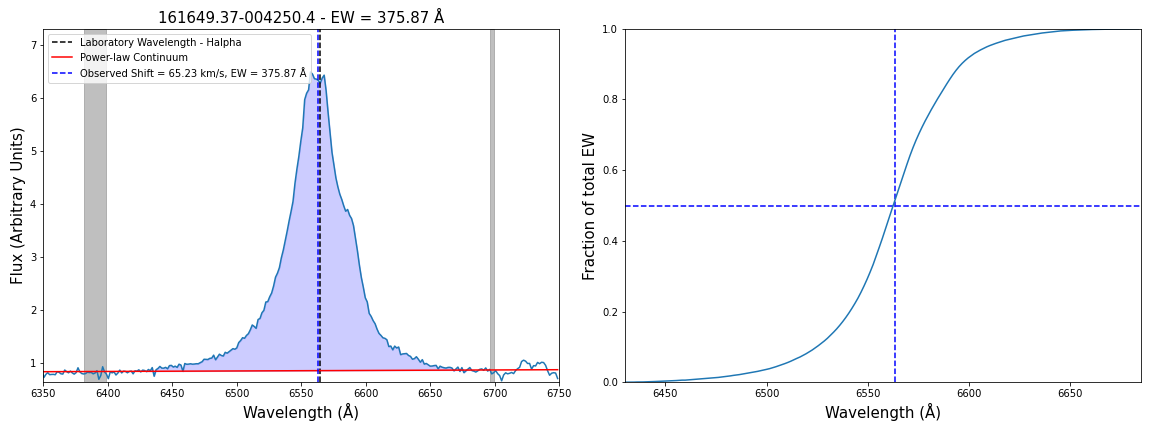 161649.37-004250.4 - EW = 375.87 Å
Laboratory Wavelength - Halpha
Power-law Continuum
Observed Shift = 65.23 km/s, EW = 375.87 Å
Flux (Arbitrary Units)
7
6
5
4
3
2
1
6350 6400 6450 6500 6550 6600 6650 6700 6750
Wavelength (Å)
Fraction of total EW
1.0
0.8
0.6
0.4
0.2
0.0
6450 6500 6550 6600 6650
Wavelength (Å)